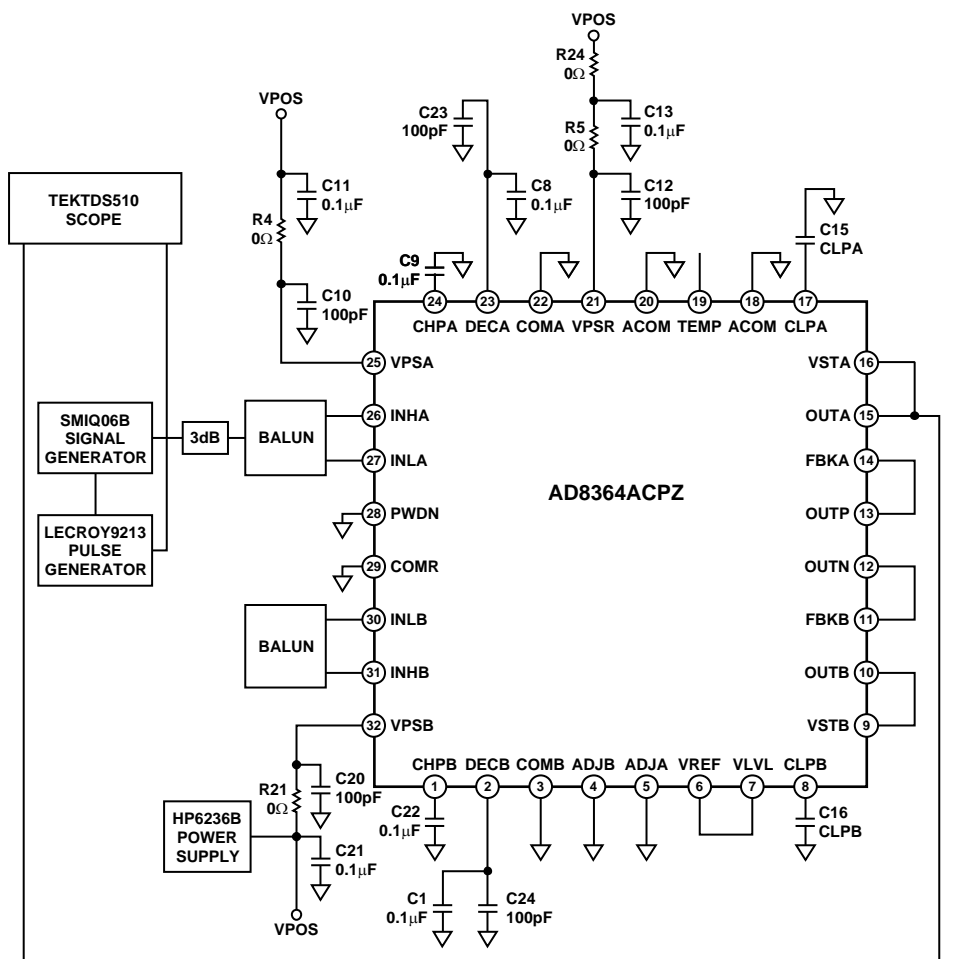 VPOS
R24
0Ω
C13
0.1μF
R5
0Ω
C12
100pF
C23
100pF
C8
0.1μF
VPOS
C11
0.1μF
R4
0Ω
C10
100pF
TEKTDS510
SCOPE
C9
0.1μF
C15
CLPA
24
23
22
21
20
19
18
17
CHPA
DECA
COMA
VPSR
ACOM
TEMP
ACOM
CLPA
25 VPSA
26 INHA
27 INLA
28 PWDN
29 COMR
30 INLB
31 INHB
32 VPSB
SMIQ06B
SIGNAL
GENERATOR
3dB
BALUN
LECROY9213
PULSE
GENERATOR
BALUN
AD8364ACPZ
VSTA 16
OUTA 15
FBKA 14
OUTP 13
OUTN 12
FBKB 11
OUTB 10
VSTB 9
CHPB
DECB
COMB
ADJB
ADJA
VREF
VLVL
CLPB
1
2
3
4
5
6
7
8
R21
0Ω
C20
100pF
C22
0.1μF
C16
CLPB
HP6236B
POWER
SUPPLY
C21
0.1μF
VPOS
C1
0.1μF
C24
100pF